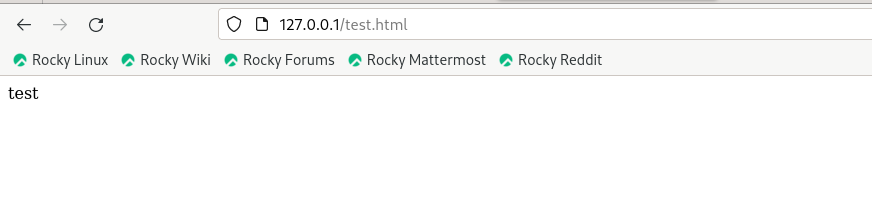 127.0.0.1/test.html
Rocky Linux Rocky Wiki Rocky Forums Rocky Mattermost Rocky Reddit
test